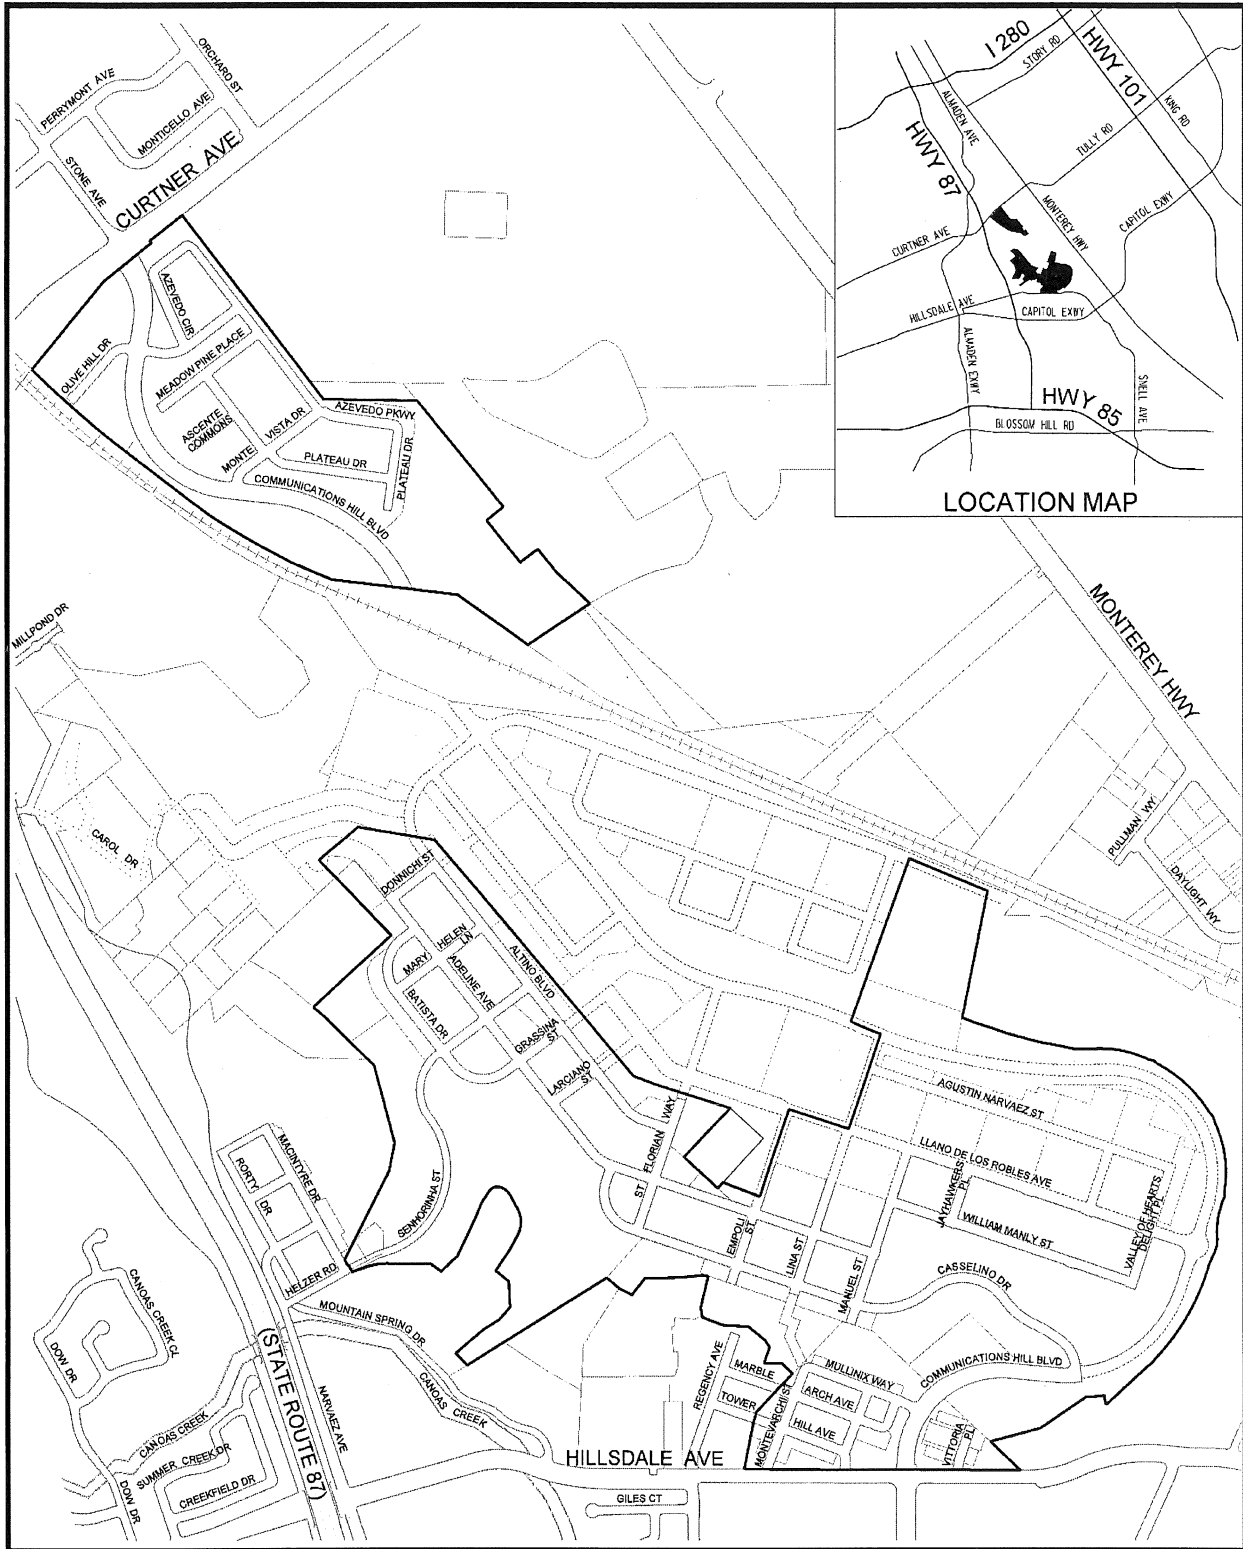 ORCHARD ST
PERRYMONT AVE
MONTICELLO AVE
STONE AVE
CURTNER AVE
I 280
STORY RD
HWY 101
KING RD
ALMADEN AVE
TULLY RD
HWY 87
MONTEREY HWY
CAPITOL EXWY
CURTNER AVE
HILLSDALE AVE
CAPITOL EXWY
ALMADEN EXWY
SNELL AVE
HWY 85
BLOSSOM HILL RD
LOCATION MAP
AZEVEDO CIR
OLIVE HILL DR
MEADOW PINE PLACE
ASCENTE
COMMONS
MONTE VISTA DR
AZEVEDO PKWY
PLATEAU DR
PLATEAU DR
COMMUNICATIONS HILL BLVD
MONTEREY HWY
MILLPOND DR
PULLMAN WY
DAYLIGHT WY
CAROL DR
DONNICHI ST
HELEN
LN
MARY
ADELINE AVE
ALTINO BLVD
BATISTA DR
GRASSINA
ST
LARCIANO
ST
FLORIAN WAY
ST
AGUSTIN NARVAEZ ST
LLANO DE LOS ROBLES AVE
JAYHAWKERS
PL
WILLIAM MANLY ST
VALLEY OF HEARTS
DELIGHT PL
MACINTYRE DR
RORTY DR
SENHORINHA ST
HELZER RD
EMPOLI
ST
LINA ST
MANUEL ST
CASSELINO DR
CANOAS CREEK CL
DOW DR
MOUNTAIN SPRING DR
(STATE ROUTE 87)
NARVAEZ AVE
CANOAS CREEK
REGENCY AVE
MARBLE
TOWER
MULLINIX WAY
COMMUNICATIONS HILL BLVD
ARCH AVE
HILL AVE
MONTEVARCHI ST
VITTORIA
PL
CANOAS CREEK
SUMMER CREEK DR
CREEKFIELD DR
DOW DR
HILLSDALE AVE
GILES CT